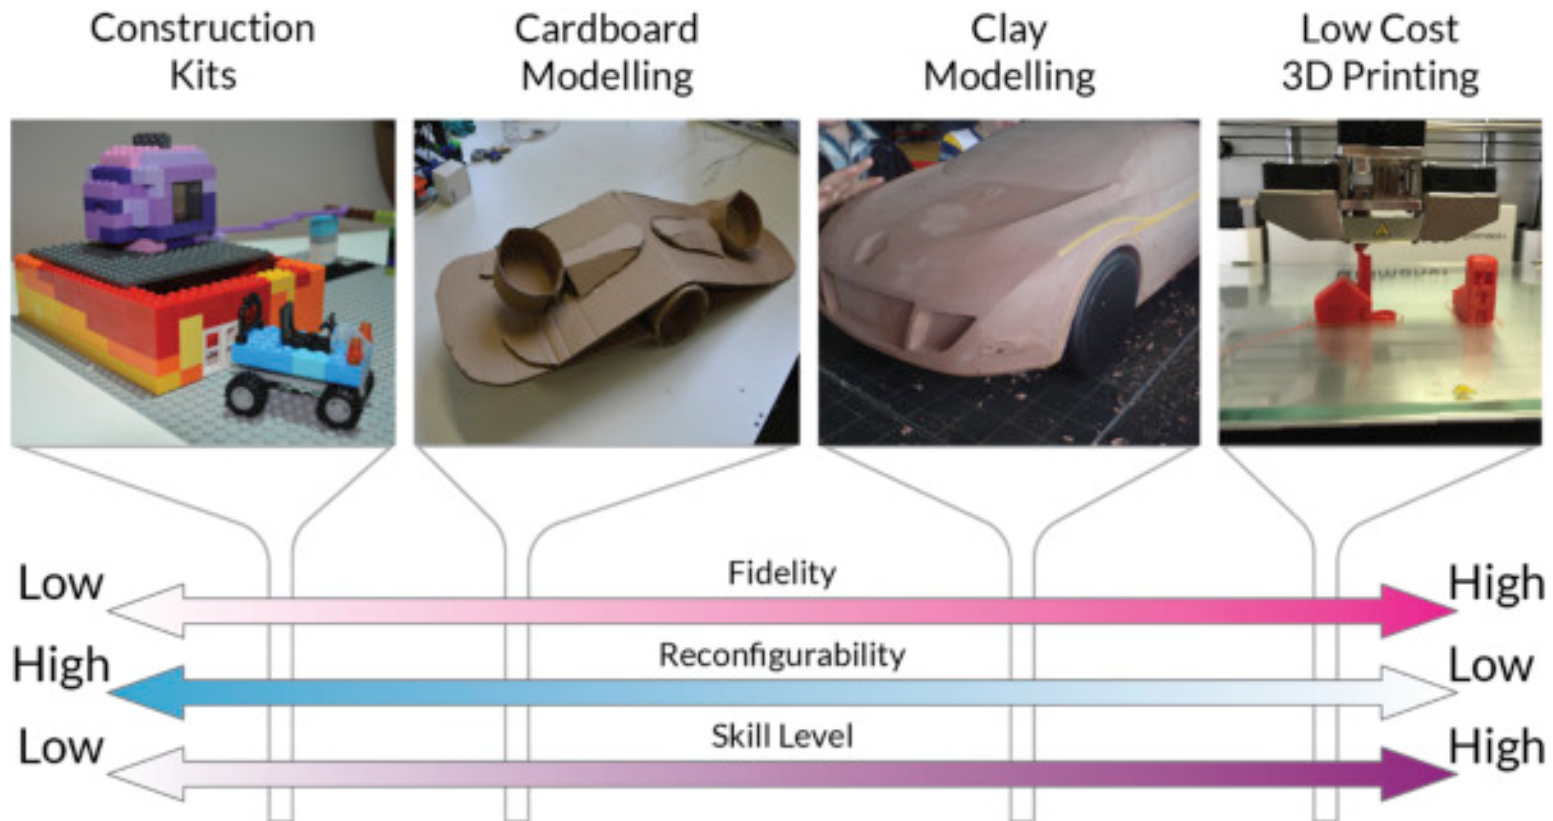 Construction
Kits
Cardboard
Modelling
Clay
Modelling
Low Cost
3D Printing
Fidelity
Low
High
Reconfigurability
High
Low
Skill Level
Low
High